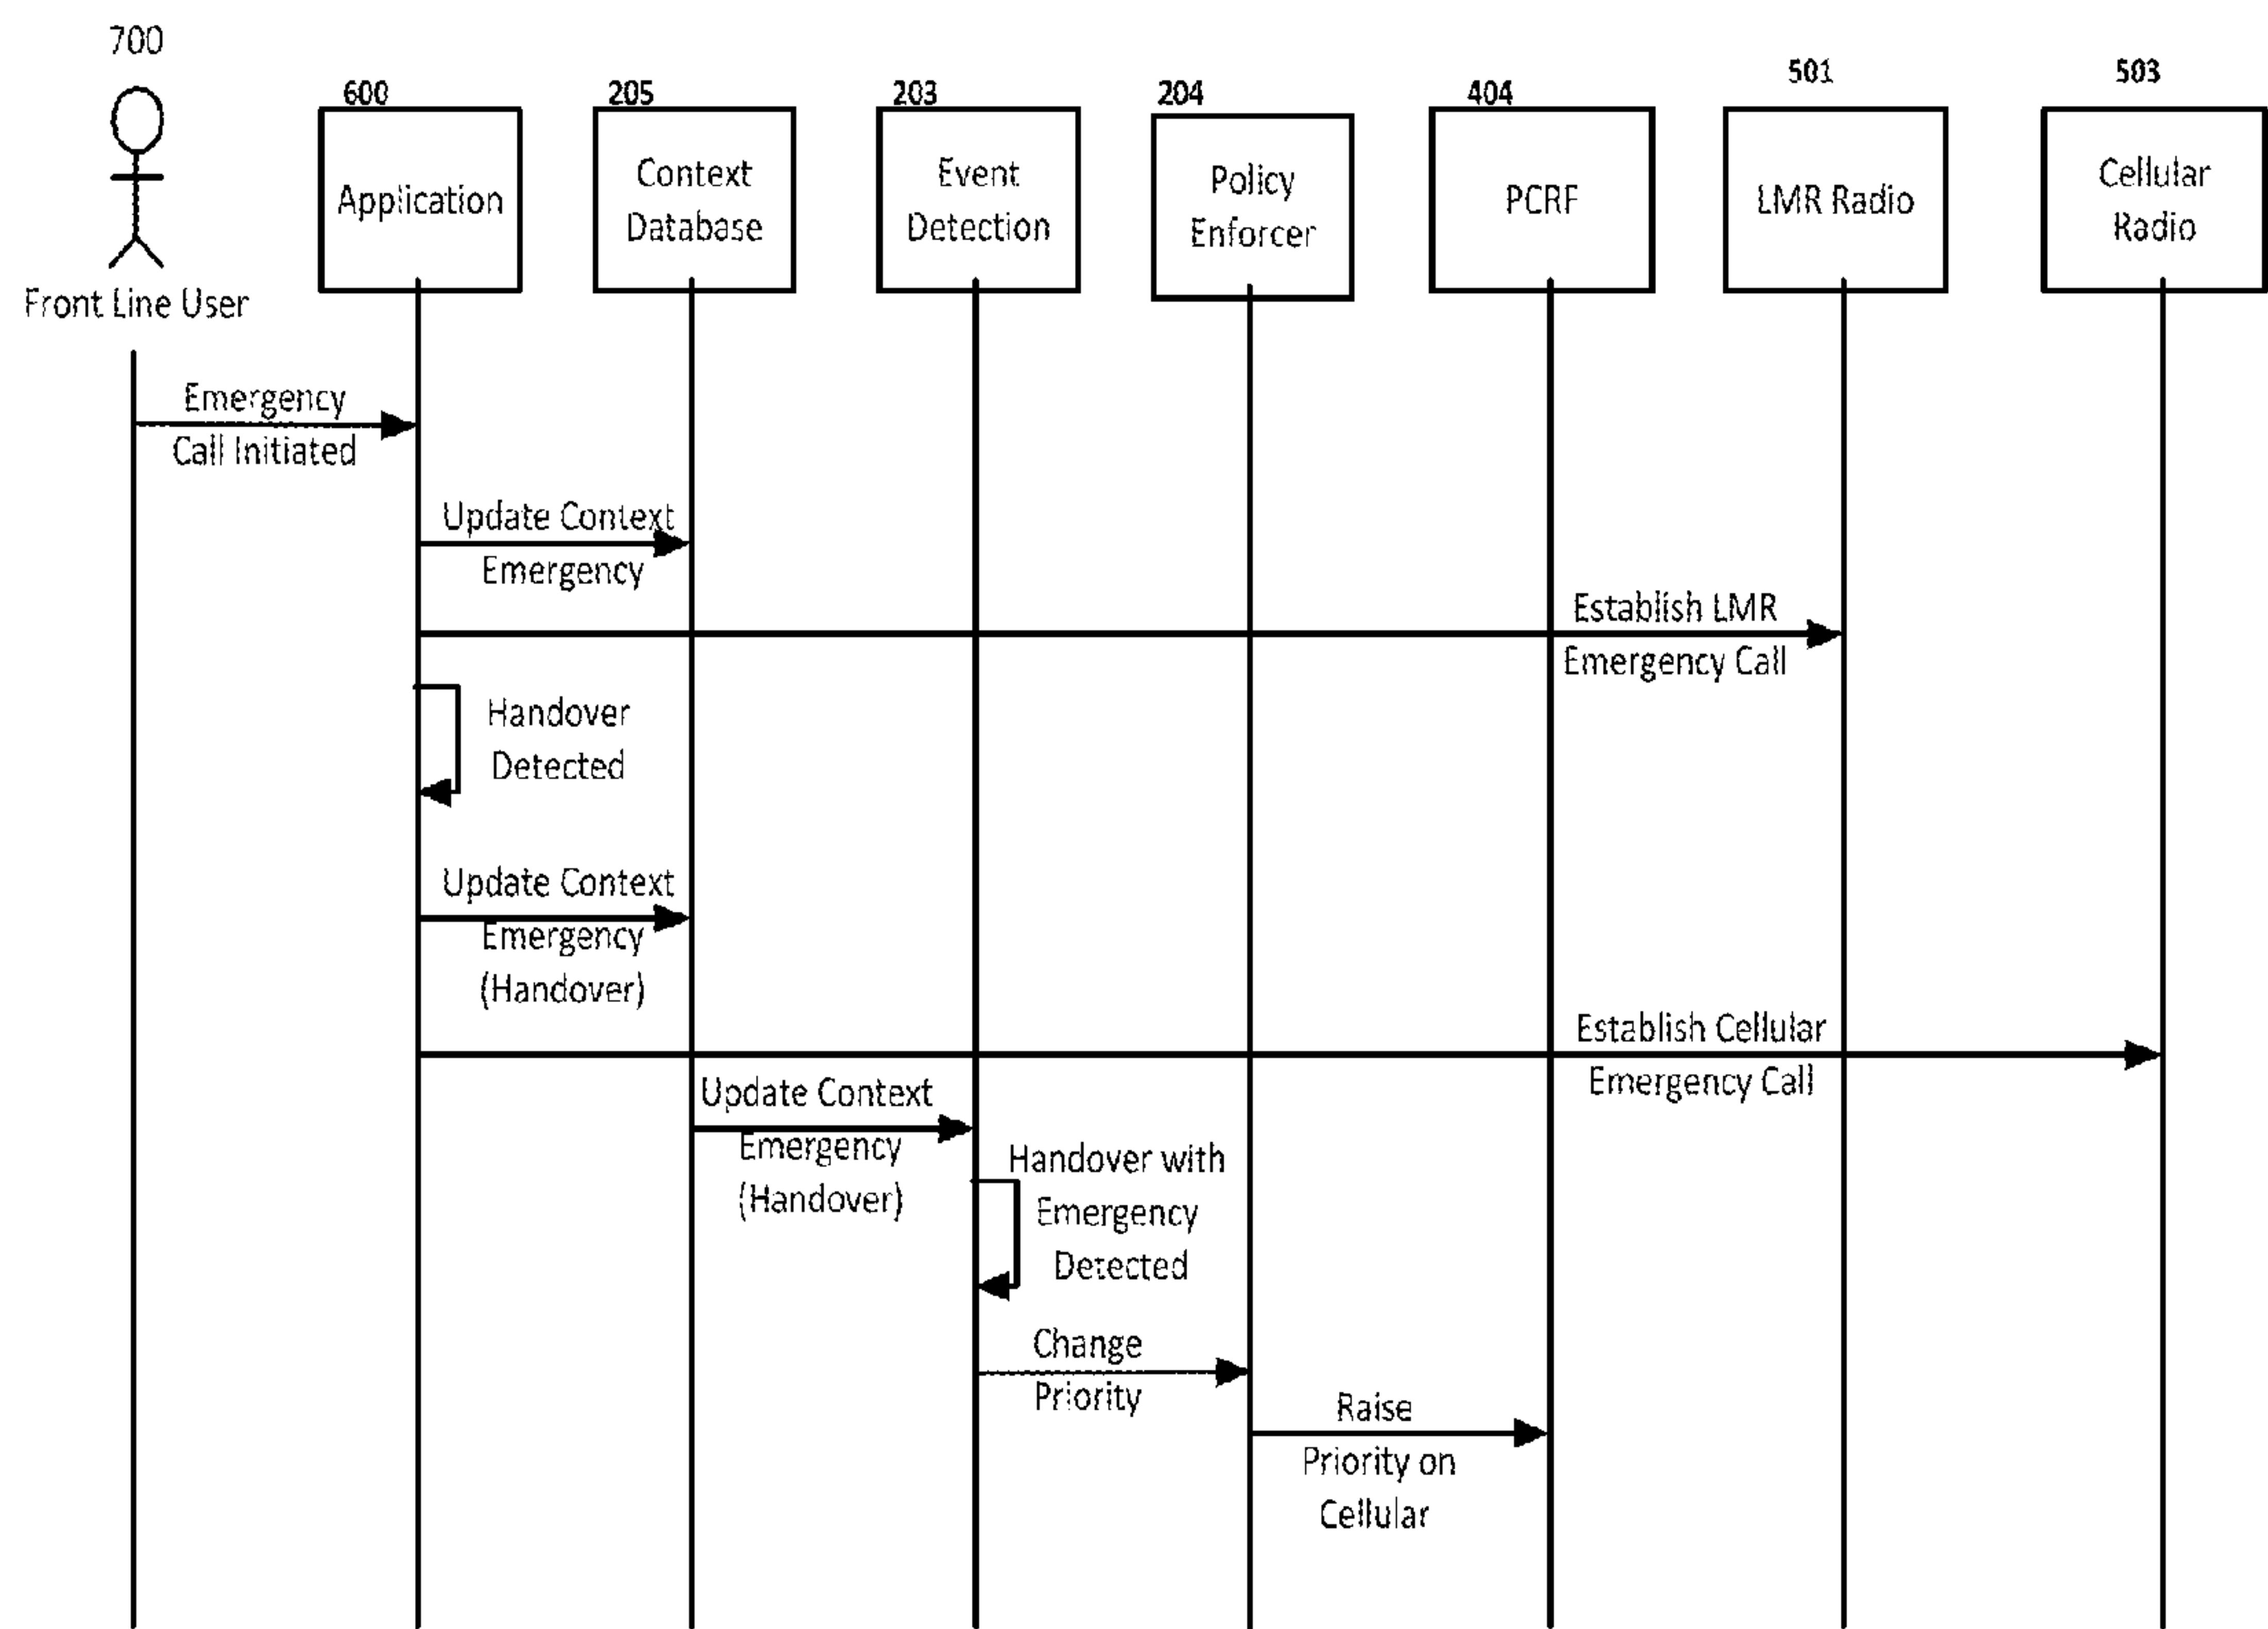 700
600
205
203
204
404
501
503
Front Line User
Application
Context
Database
Event
Detection
Policy
Enforcer
PCRF
LMR Radio
Cellular
Radio
Emergency
Call Initiated
Update Context
Emergency
Establish LMR
Emergency Call
Handover
Detected
Update Context
Emergency
(Handover)
Establish Cellular
Emergency Call
Update Context
Emergency
(Handover)
Handover with
Emergency
Detected
Change
Priority
Raise
Priority on
Cellular